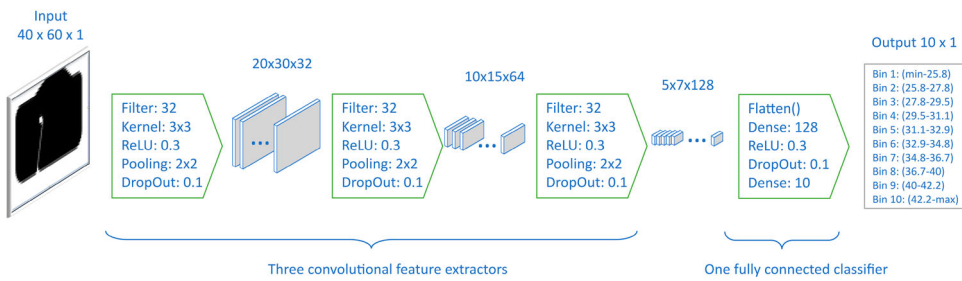 Input
40 x 60 x 1
Filter: 32
Kernel: 3x3
ReLU: 0.3
Pooling: 2x2
DropOut: 0.1
20x30x32
...
Filter: 32
Kernel: 3x3
ReLU: 0.3
Pooling: 2x2
DropOut: 0.1
10x15x64
...
Filter: 32
Kernel: 3x3
ReLU: 0.3
Pooling: 2x2
DropOut: 0.1
5x7x128
...
Flatten()
Dense: 128
ReLU: 0.3
DropOut: 0.1
Dense: 10
Output 10 x 1
Bin 1: (min-25.8)
Bin 2: (25.8-27.8)
Bin 3: (27.8-29.5)
Bin 4: (29.5-31.1)
Bin 5: (31.1-32.9)
Bin 6: (32.9-34.8)
Bin 7: (34.8-36.7)
Bin 8: (36.7-40)
Bin 9: (40-42.2)
Bin 10: (42.2-max)
Three convolutional feature extractors
One fully connected classifier